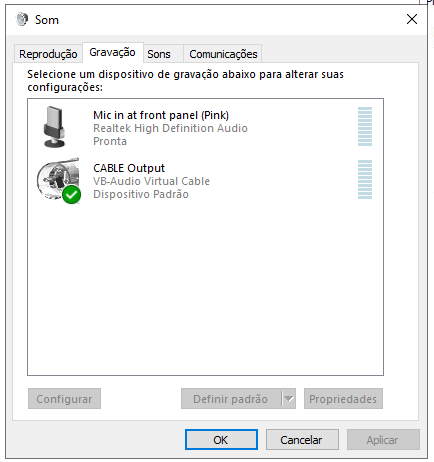 Som
Reprodução Gravação Sons Comunicações
Selecione um dispositivo de gravação abaixo para alterar suas
configurações:
Mic in at front panel (Pink)
Realtek High Definition Audio
Pronta
CABLE Output
VB-Audio Virtual Cable
Dispositivo Padrão
Configurar Definir padrão Propriedades
OK Cancelar Aplicar